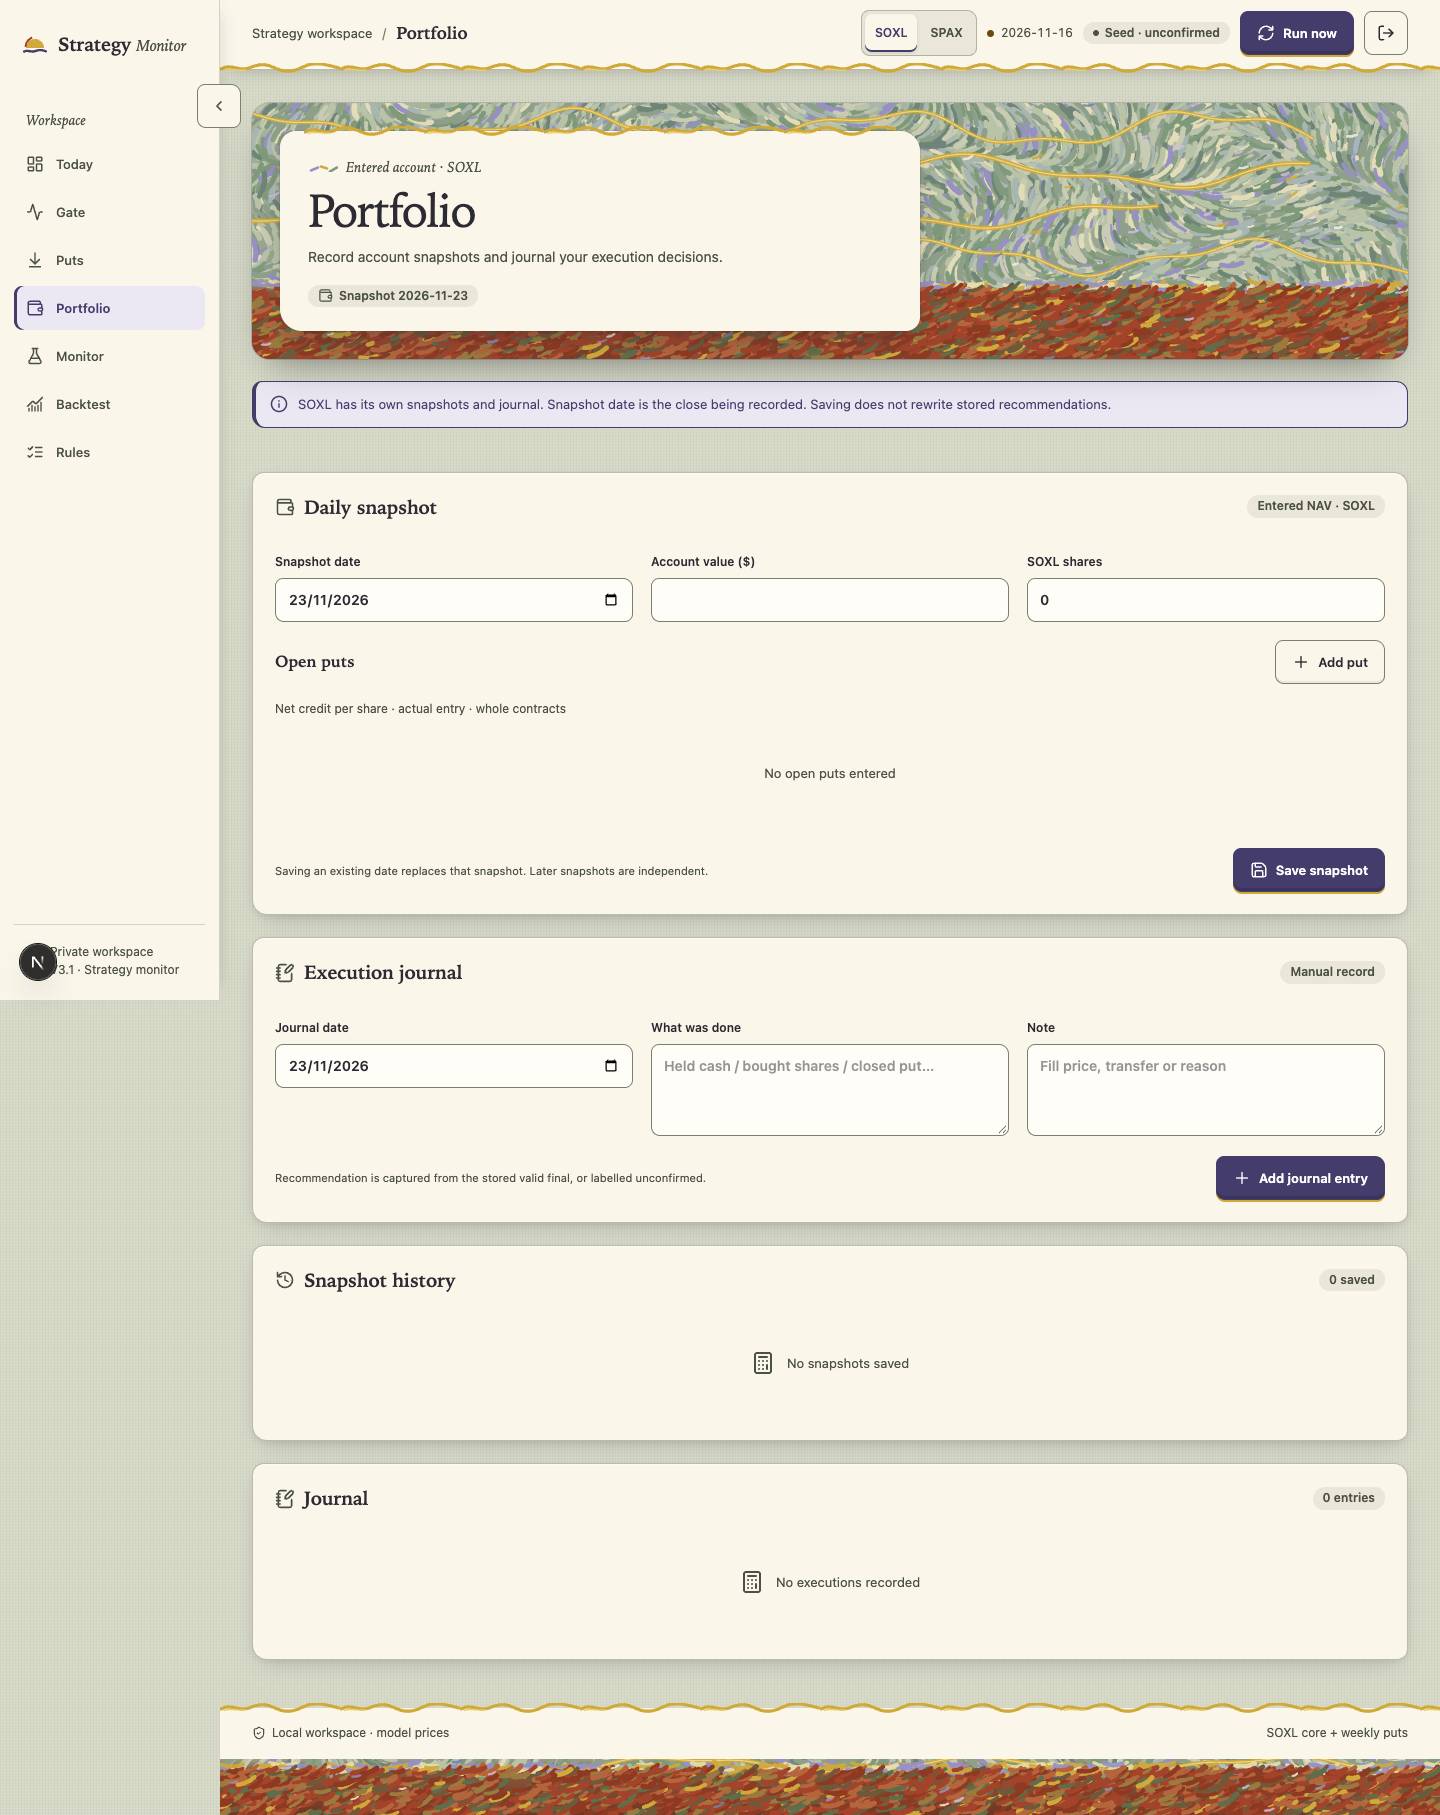 Strategy Monitor
Strategy workspace / Portfolio
SOXL SPAX
2026-11-16
Seed · unconfirmed
Run now
Workspace
Today
Gate
Puts
Portfolio
Monitor
Backtest
Rules
Private workspace
3.1 · Strategy monitor
N
Entered account · SOXL
Portfolio
Record account snapshots and journal your execution decisions.
Snapshot 2026-11-23
SOXL has its own snapshots and journal. Snapshot date is the close being recorded. Saving does not rewrite stored recommendations.
Daily snapshot
Entered NAV · SOXL
Snapshot date
Account value ($)
SOXL shares
23/11/2026
0
Open puts
Add put
Net credit per share · actual entry · whole contracts
No open puts entered
Saving an existing date replaces that snapshot. Later snapshots are independent.
Save snapshot
Execution journal
Manual record
Journal date
What was done
Note
23/11/2026
Held cash / bought shares / closed put...
Fill price, transfer or reason
Recommendation is captured from the stored valid final, or labelled unconfirmed.
Add journal entry
Snapshot history
0 saved
No snapshots saved
Journal
0 entries
No executions recorded
Local workspace · model prices
SOXL core + weekly puts